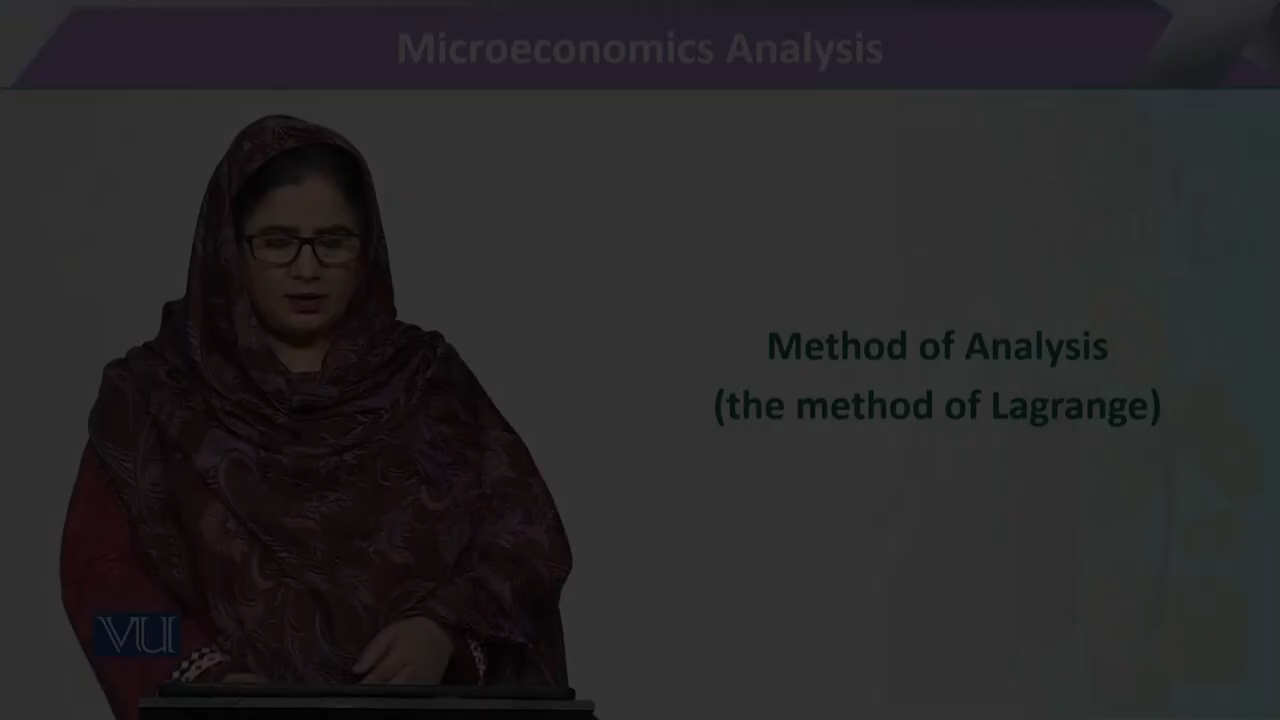 Microeconomics Analysis
Method of Analysis
(the method of Lagrange)
VU